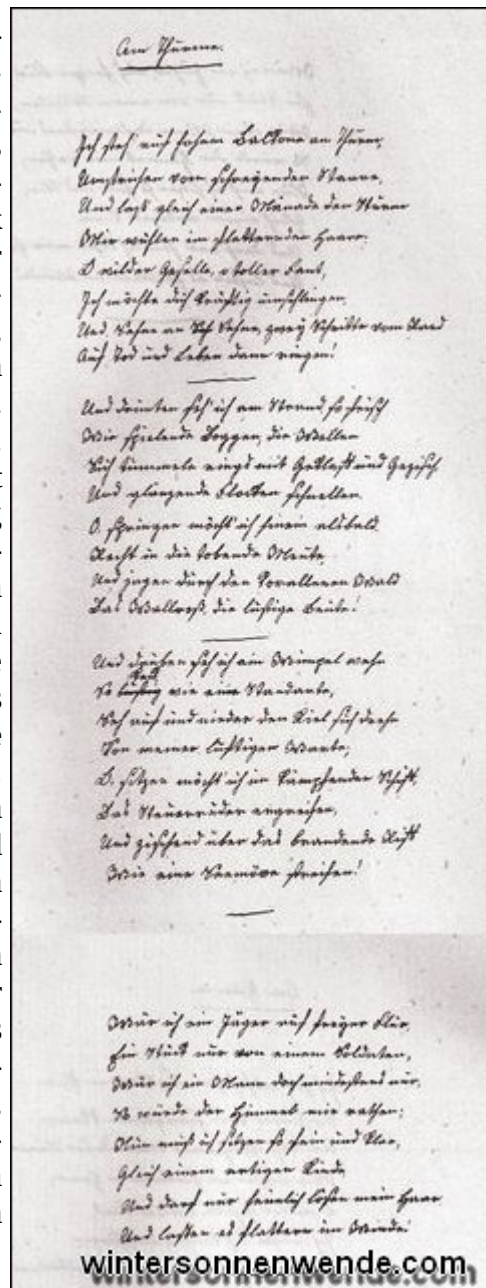 Am Thurme.
Ich steh' auf hohem Balkone am Thurm,
Umstrichen vom schreyenden Staare,
Und lass' gleich einer Mänade den Sturm
Mir wühlen im flatternden Haare;
O wilder Geselle, o toller Fant,
Ich möchte dich kräftig umschlingen,
Und, Sehne an Sehne, zwey Schritte vom Rand
Auf Tod und Leben dann ringen!
Und drunten seh' ich am Strand, so frisch
Wie spielende Doggen, die Wellen
Sich tummeln rings mit Geklaff und Gezisch
Und glänzende Flocken schnellen.
O, springen möcht' ich hinein alsbald
Recht in die tobende Meute,
Und jagen durch den korallenen Wald
Das Wallroß, die lustige Beute!
Und drüben seh ich ein Wimpel wehn
So keck wie eine Standarte,
Seh auf und nieder den Kiel sich drehn
Von meiner luftigen Warte;
O, sitzen möcht' ich im kämpfenden Schiff,
Das Steuerruder ergreifen,
Und zischend über das brandende Riff
Wie eine Seemöve streifen!
Wär ich ein Jäger auf freyer Flur,
Ein Stück nur von einem Soldaten,
Wär ich ein Mann doch mindestens nur,
So würde der Himmel mir rathen;
Nun muß ich sitzen so fein und klar,
Gleich einem artigen Kinde,
Und darf nur heimlich lösen mein Haar,
Und lassen es flattern im Winde!
wintersonnenwende.com